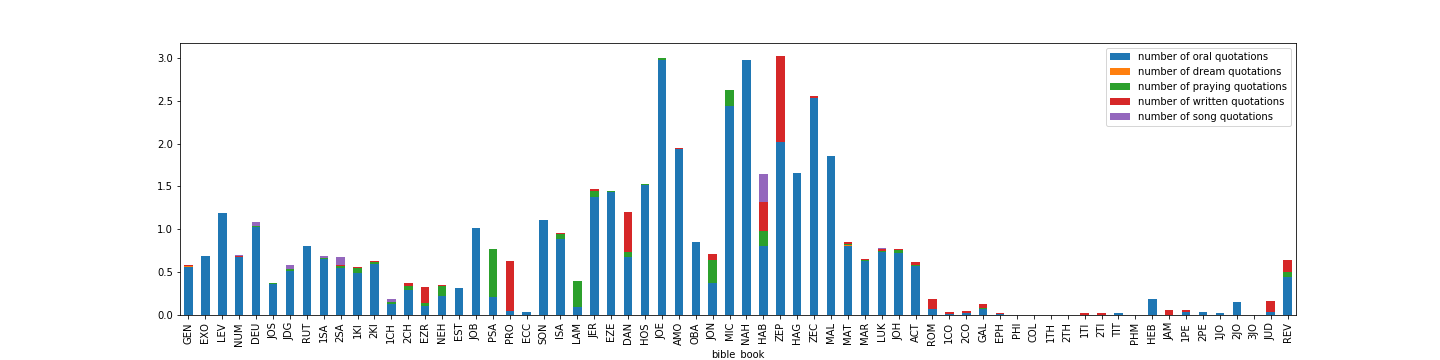 3.0
2.5
2.0
1.5
1.0
0.5
0.0
number of oral quotations
number of dream quotations
number of praying quotations
number of written quotations
number of song quotations
GEN EXO LEV NUM DEU JOS JDG RUT 1SA 2SA 1KI 2KI 1CH 2CH EZR NEH EST JOB PSA PRO ECC SON ISA LAM JER EZE DAN HOS JOE AMO OBA JON MIC NAH HAB ZEP HAG ZEC MAL MAT MAR LUK JOH ACT ROM 1CO 2CO GAL EPH PHI COL 1TH 2TH 1TI 2TI TIT PHM HEB JAM 1PE 2PE 1JO 2JO 3JO JUD REV
bible_book